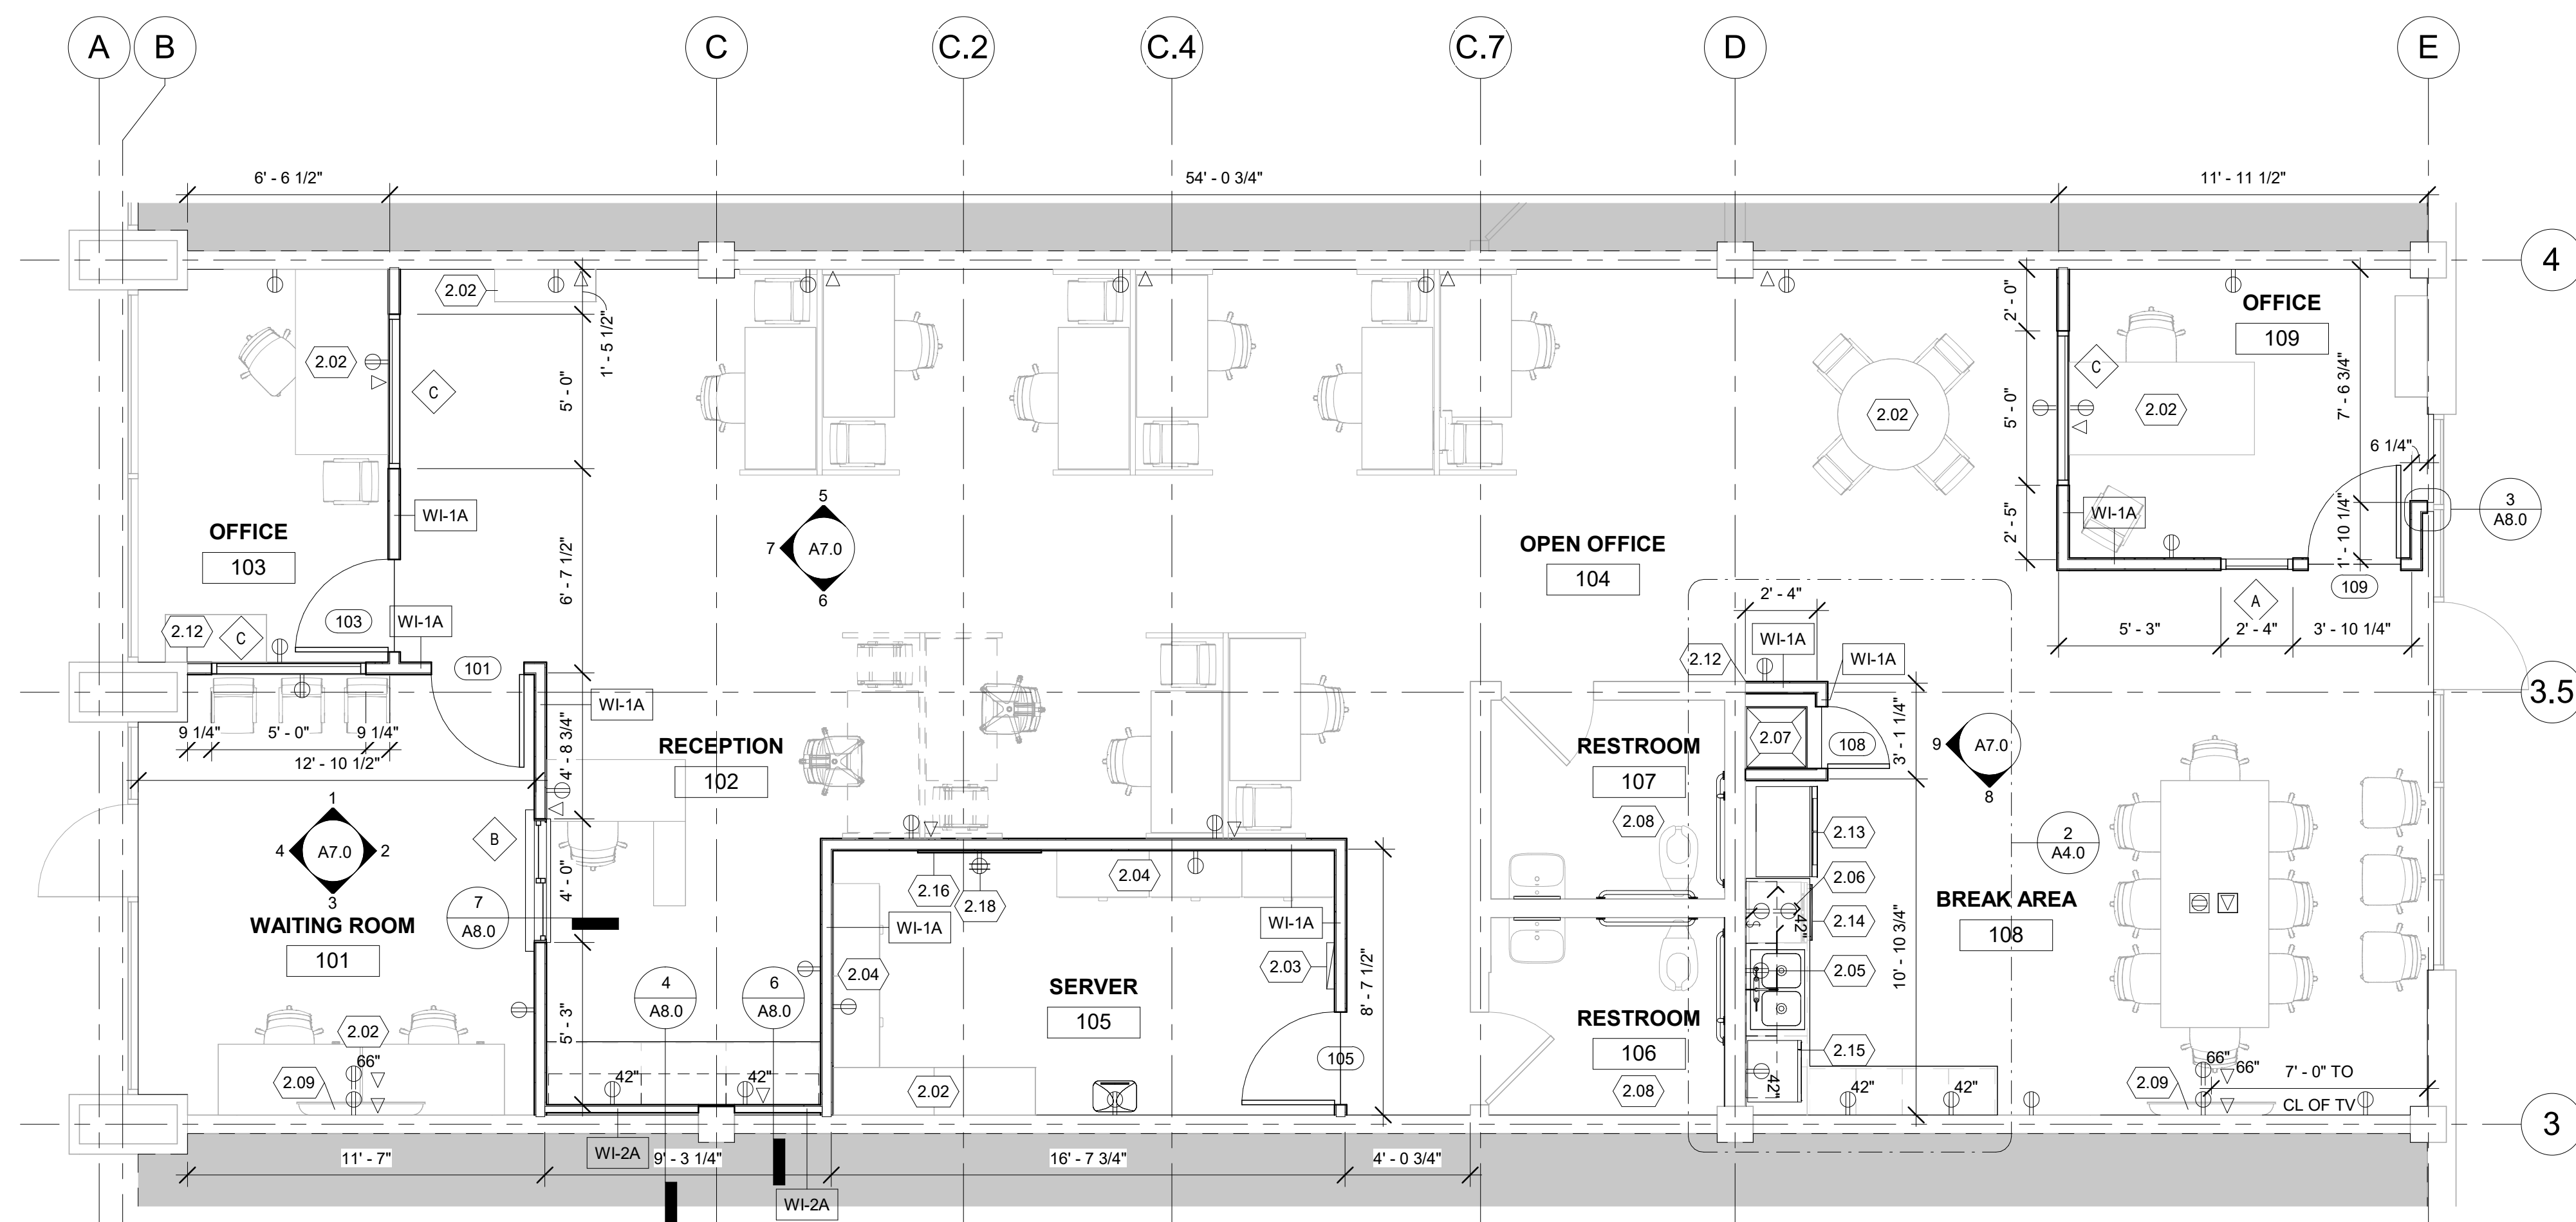 A B C C.2 C.4 C.7 D E
6' - 6 1/2" 54' - 0 3/4" 11' - 11 1/2"
4
2.02
1' - 5 1/2"
2' - 0"
OFFICE
109
2.02
C
5' - 0"
C
2.02
5' - 0"
2.02
7' - 6 3/4"
6 1/4"
WI-1A
5
7 A7.0
6
OFFICE
103
6' - 7 1/2"
OPEN OFFICE
104
2' - 5"
WI-1A
1' - 10 1/4"
3
A8.0
109
2' - 4"
A
5' - 3" 2' - 4" 3' - 10 1/4"
2.12
C
103
WI-1A
101
WI-1A
2.12
WI-1A
3.5
WI-1A
9 1/4" 5' - 0" 9 1/4"
12' - 10 1/2"
4' - 8 3/4"
RECEPTION
102
RESTROOM
107
2.08
2.07
108
3' - 1 1/4"
9 A7.0
8
1
4 A7.0 2
3
B
4' - 0"
7
A8.0
WAITING ROOM
101
2.16
2.18
2.04
WI-1A
WI-1A
2.13
2.06
2.14
42"
2
A4.0
BREAK AREA
108
2.04
2.03
4
A8.0
6
A8.0
SERVER
105
8' - 7 1/2"
2.05
10' - 10 3/4"
5' - 3"
RESTROOM
106
2.08
2.02
66"
2.09
42" 42"
2.02
105
2.15
42"
42" 42"
66"
66"
2.09
7' - 0" TO
CL OF TV
3
11' - 7"
WI-2A
9' - 3 1/4"
16' - 7 3/4"
4' - 0 3/4"
WI-2A